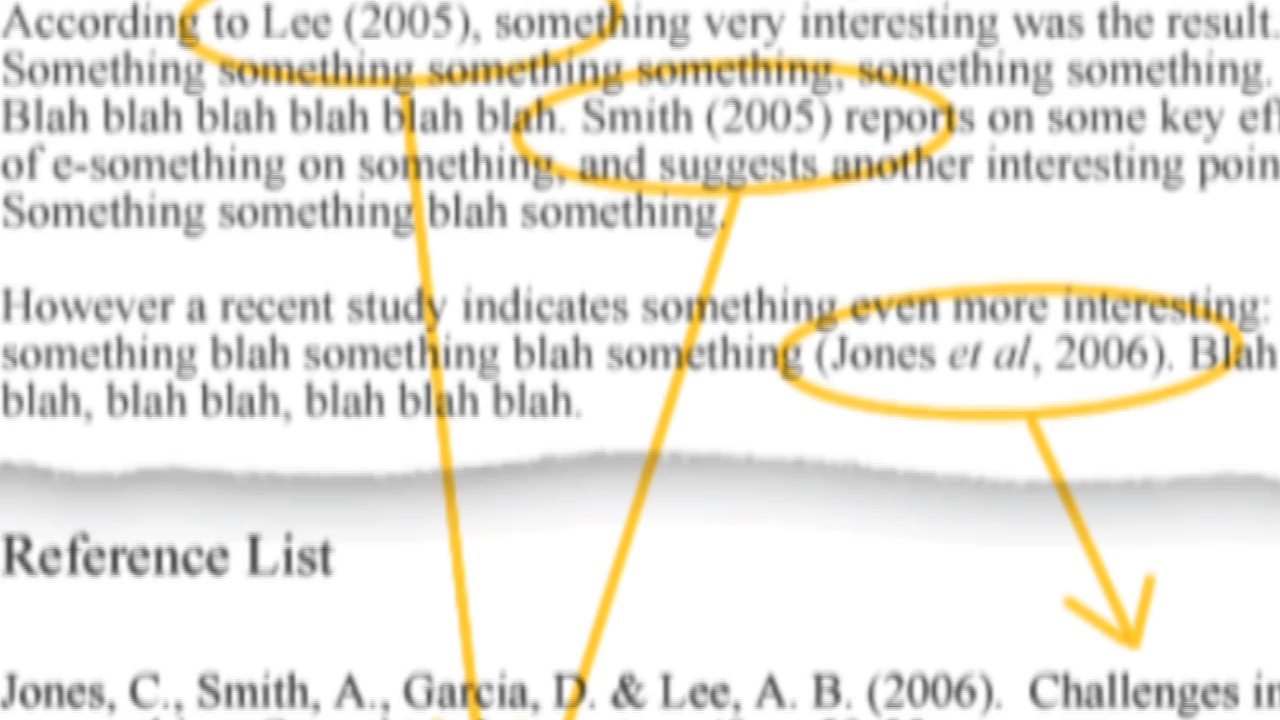 According to Lee (2005), something very interesting was the result.
Something something something something, something something.
Blah blah blah blah blah blah. Smith (2005) reports on some key
of e-something on something, and suggests another interesting
Something something blah something.
However a recent study indicates something even more interesting:
something blah something blah something (Jones et al, 2006). Blah
blah, blah blah, blah blah blah.
Reference List
Jones, C., Smith, A., Garcia, D. & Lee, A. B. (2006). Challenges in